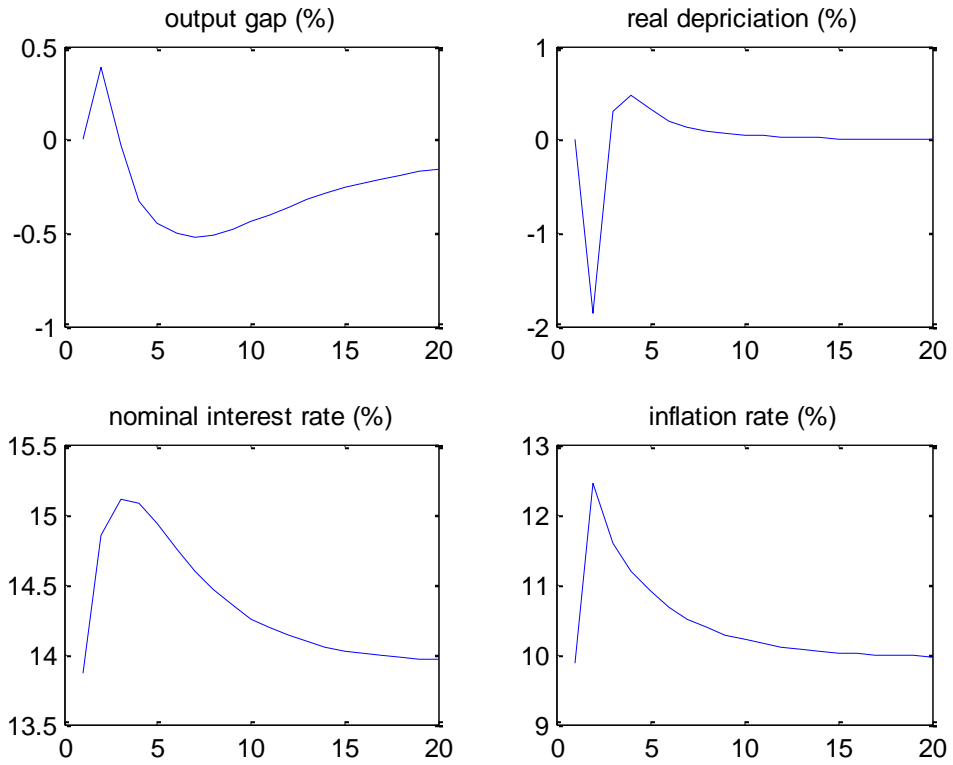 output gap (%)
0.5
0
-0.5
-1
0 5 10 15 20
real depriciation (%)
1
0
-1
-2
0 5 10 15 20
nominal interest rate (%)
15.5
15
14.5
14
13.5
0 5 10 15 20
inflation rate (%)
13
12
11
10
9
0 5 10 15 20